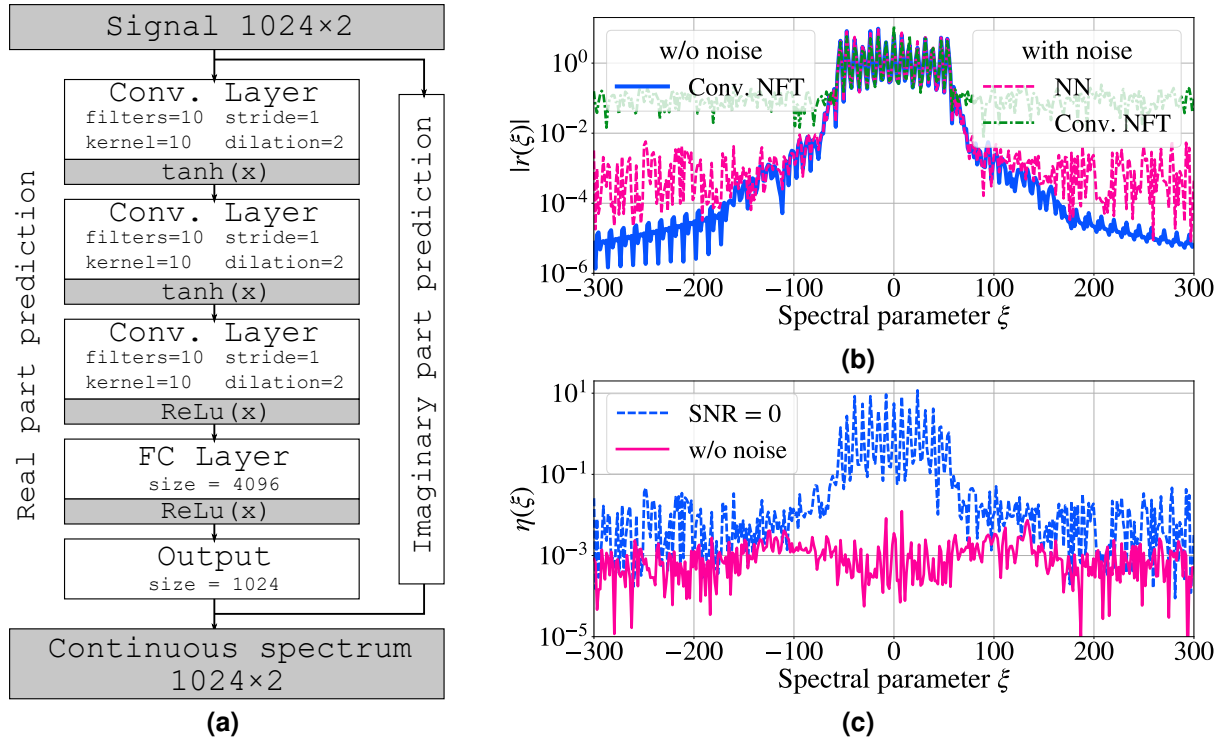 Signal 1024×2
Conv. Layer
filters=10 stride=1
kernel=10 dilation=2
tanh(x)
Conv. Layer
filters=10 stride=1
kernel=10 dilation=2
tanh(x)
Conv. Layer
filters=10 stride=1
kernel=10 dilation=2
ReLu(x)
FC Layer
size = 4096
ReLu(x)
Output
size = 1024
Continuous spectrum
1024×2
Real part prediction
Imaginary part prediction
(a)
|r(ξ)|
10⁰
10⁻²
10⁻⁴
10⁻⁶
w/o noise
Conv. NFT
with noise
NN
Conv. NFT
−300 −200 −100 0 100 200 300
Spectral parameter ξ
(b)
η(ξ)
10¹
10⁻¹
10⁻³
10⁻⁵
SNR = 0
w/o noise
−300 −200 −100 0 100 200 300
Spectral parameter ξ
(c)